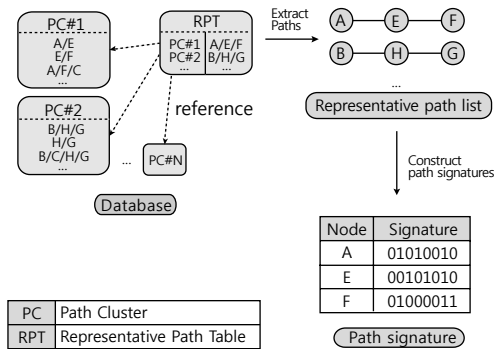 PC#1
A/E
E/F
A/F/C
...
RPT
PC#1 A/E/F
PC#2 B/H/G
... ...
Extract
Paths
A E F
B H G
...
Representative path list
PC#2
B/H/G
H/G
B/C/H/G
...
reference
... PC#N
Database
Construct
path signatures
Node Signature
A 01010010
E 00101010
F 01000011
Path signature
PC Path Cluster
RPT Representative Path Table